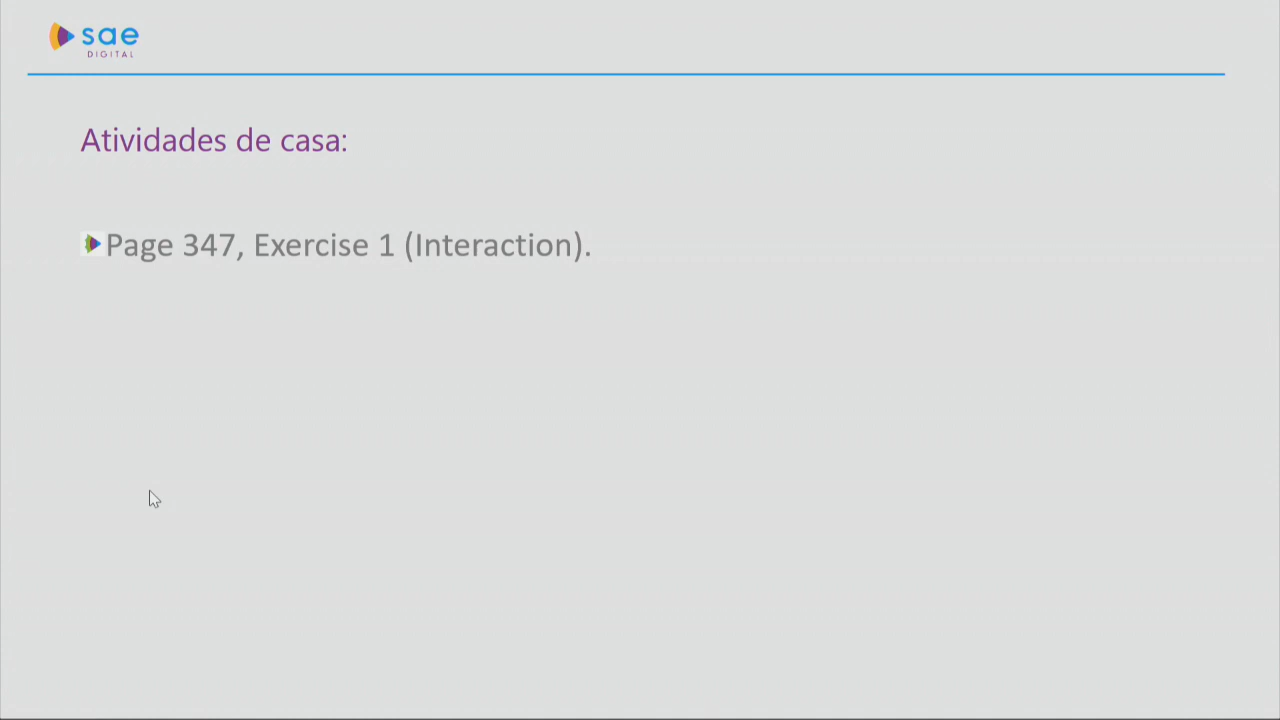 sae
DIGITAL
Atividades de casa:
Page 347, Exercise 1 (Interaction).